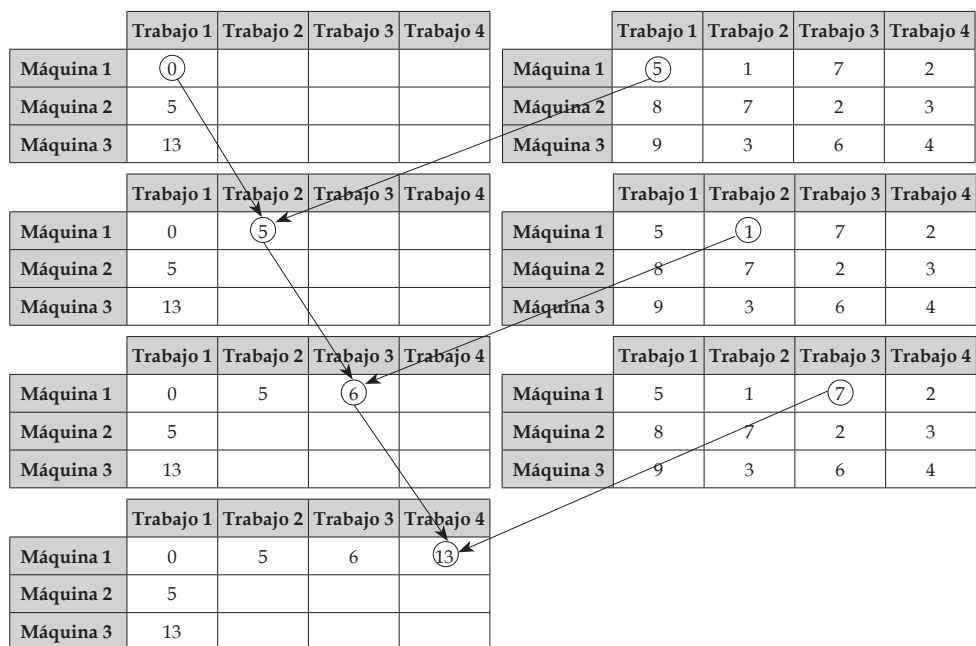 Trabajo 1 Trabajo 2 Trabajo 3 Trabajo 4
Máquina 1 0
Máquina 2 5
Máquina 3 13
Trabajo 1 Trabajo 2 Trabajo 3 Trabajo 4
Máquina 1 5 1 7 2
Máquina 2 8 7 2 3
Máquina 3 9 3 6 4
Trabajo 1 Trabajo 2 Trabajo 3 Trabajo 4
Máquina 1 0 5
Máquina 2 5
Máquina 3 13
Trabajo 1 Trabajo 2 Trabajo 3 Trabajo 4
Máquina 1 5 1 7 2
Máquina 2 8 7 2 3
Máquina 3 9 3 6 4
Trabajo 1 Trabajo 2 Trabajo 3 Trabajo 4
Máquina 1 0 5 6
Máquina 2 5
Máquina 3 13
Trabajo 1 Trabajo 2 Trabajo 3 Trabajo 4
Máquina 1 5 1 7 2
Máquina 2 8 7 2 3
Máquina 3 9 3 6 4
Trabajo 1 Trabajo 2 Trabajo 3 Trabajo 4
Máquina 1 0 5 6 13
Máquina 2 5
Máquina 3 13